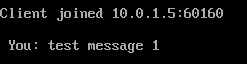 Client joined 10.0.1.5:60160
You: test message 1